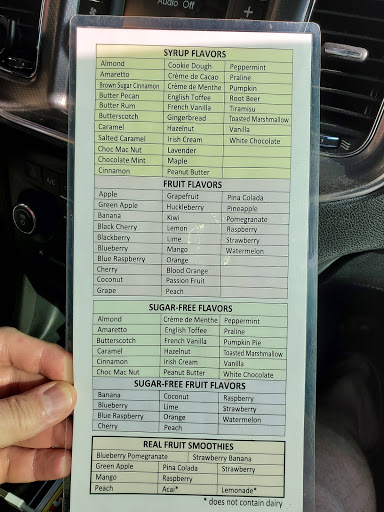 Audio Off
SYRUP FLAVORS
Almond Cookie Dough Peppermint
Amaretto Crème de Cacao Praline
Brown Sugar Cinnamon Crème de Menthe Pumpkin
Butter Pecan English Toffee Root Beer
Butter Rum French Vanilla Tiramisu
Butterscotch Gingerbread Toasted Marshmallow
Caramel Hazelnut Vanilla
Salted Caramel Irish Cream White Chocolate
Choc Mac Nut Lavender
Chocolate Mint Maple
Cinnamon Peanut Butter
FRUIT FLAVORS
Apple Grapefruit Pina Colada
Green Apple Huckleberry Pineapple
Banana Kiwi Pomegranate
Black Cherry Lemon Raspberry
Blackberry Lime Strawberry
Blueberry Mango Watermelon
Blue Raspberry Orange
Cherry Blood Orange
Coconut Passion Fruit
Grape Peach
SUGAR-FREE FLAVORS
Almond Crème de Menthe Peppermint
Amaretto English Toffee Praline
Butterscotch French Vanilla Pumpkin Pie
Caramel Hazelnut Toasted Marshmallow
Cinnamon Irish Cream Vanilla
Choc Mac Nut Peanut Butter White Chocolate
SUGAR-FREE FRUIT FLAVORS
Banana Coconut Raspberry
Blueberry Lime Strawberry
Blue Raspberry Orange Watermelon
Cherry Peach
REAL FRUIT SMOOTHIES
Blueberry Pomegranate Strawberry Banana
Green Apple Pina Colada Strawberry
Mango Raspberry
Peach Acai* Lemonade*
* does not contain dairy
A/C